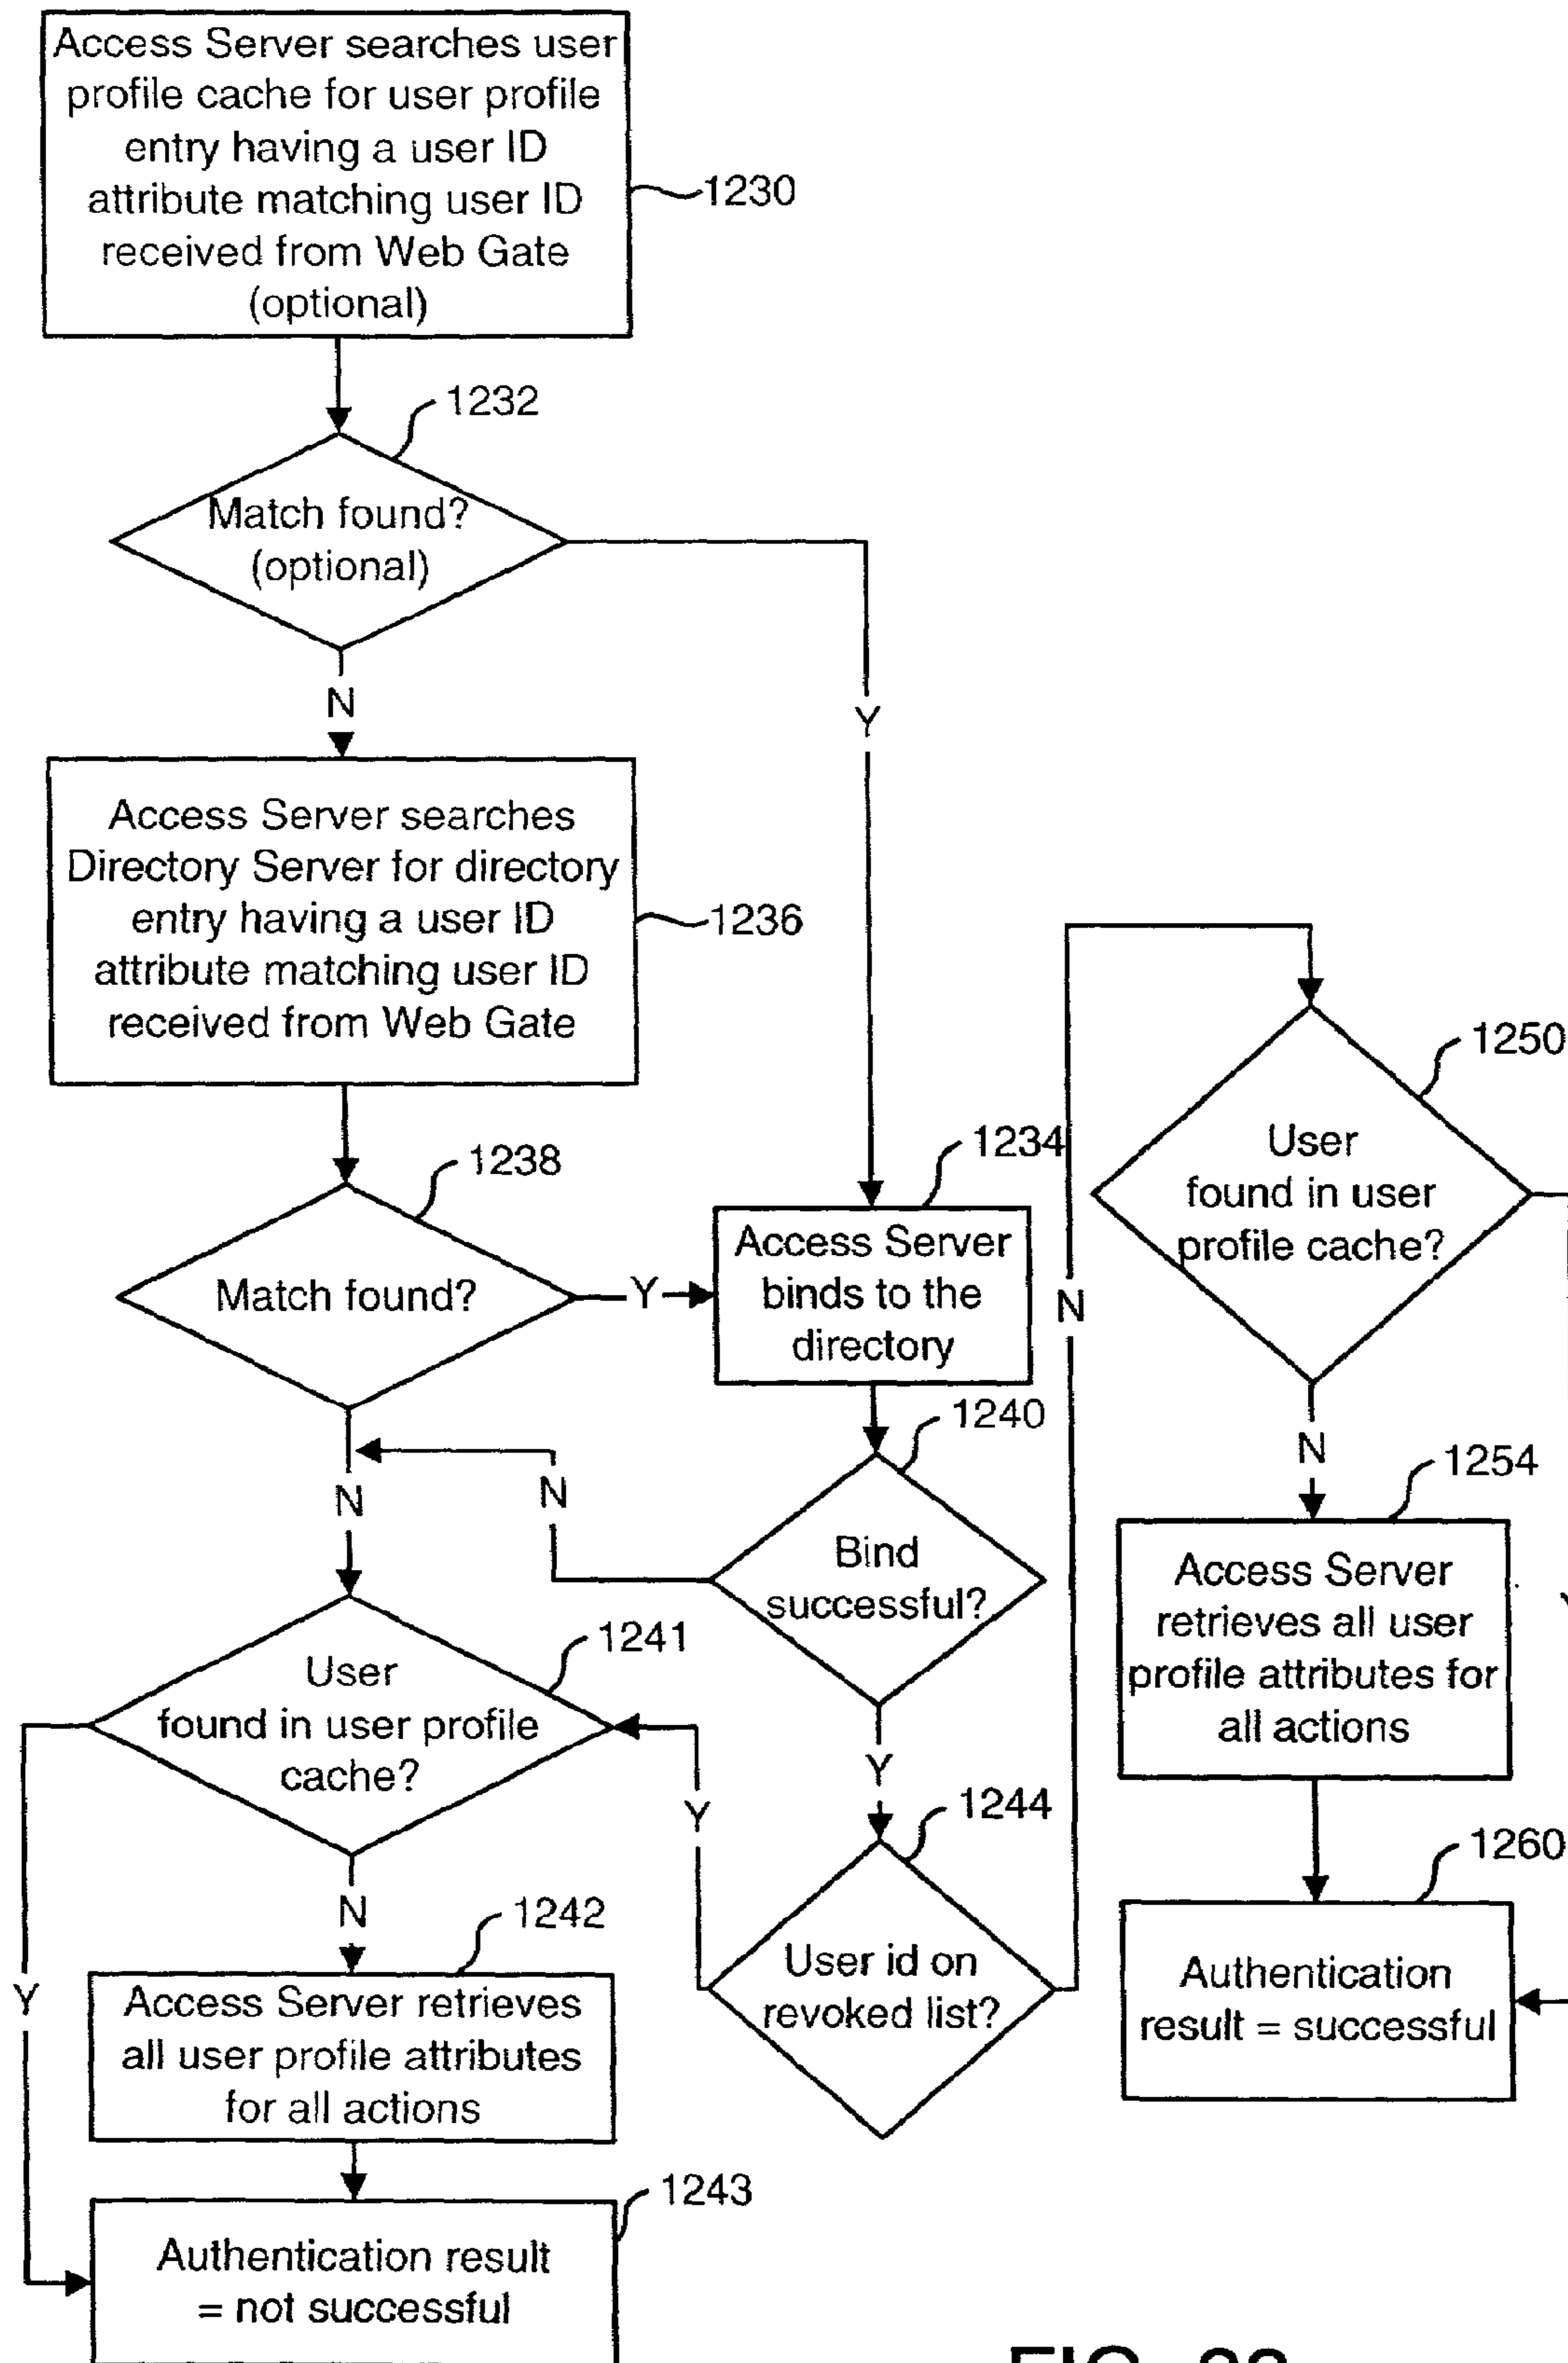 Access Server searches user
profile cache for user profile
entry having a user ID
attribute matching user ID
received from Web Gate
(optional)
1230
1232
Match found?
(optional)
N
Y
Access Server searches
Directory Server for directory
entry having a user ID
attribute matching user ID
received from Web Gate
1236
1238
Match found?
Y
1234
Access Server
binds to the
directory
N
1240
Bind
successful?
N
Y
N
1241
User
found in user profile
cache?
Y
N
1242
Access Server retrieves
all user profile attributes
for all actions
1243
Authentication result
= not successful
Y
1244
User id on
revoked list?
N
1250
User
found in user
profile cache?
N
1254
Access Server
retrieves all user
profile attributes for
all actions
1260
Authentication
result = successful
FIG.